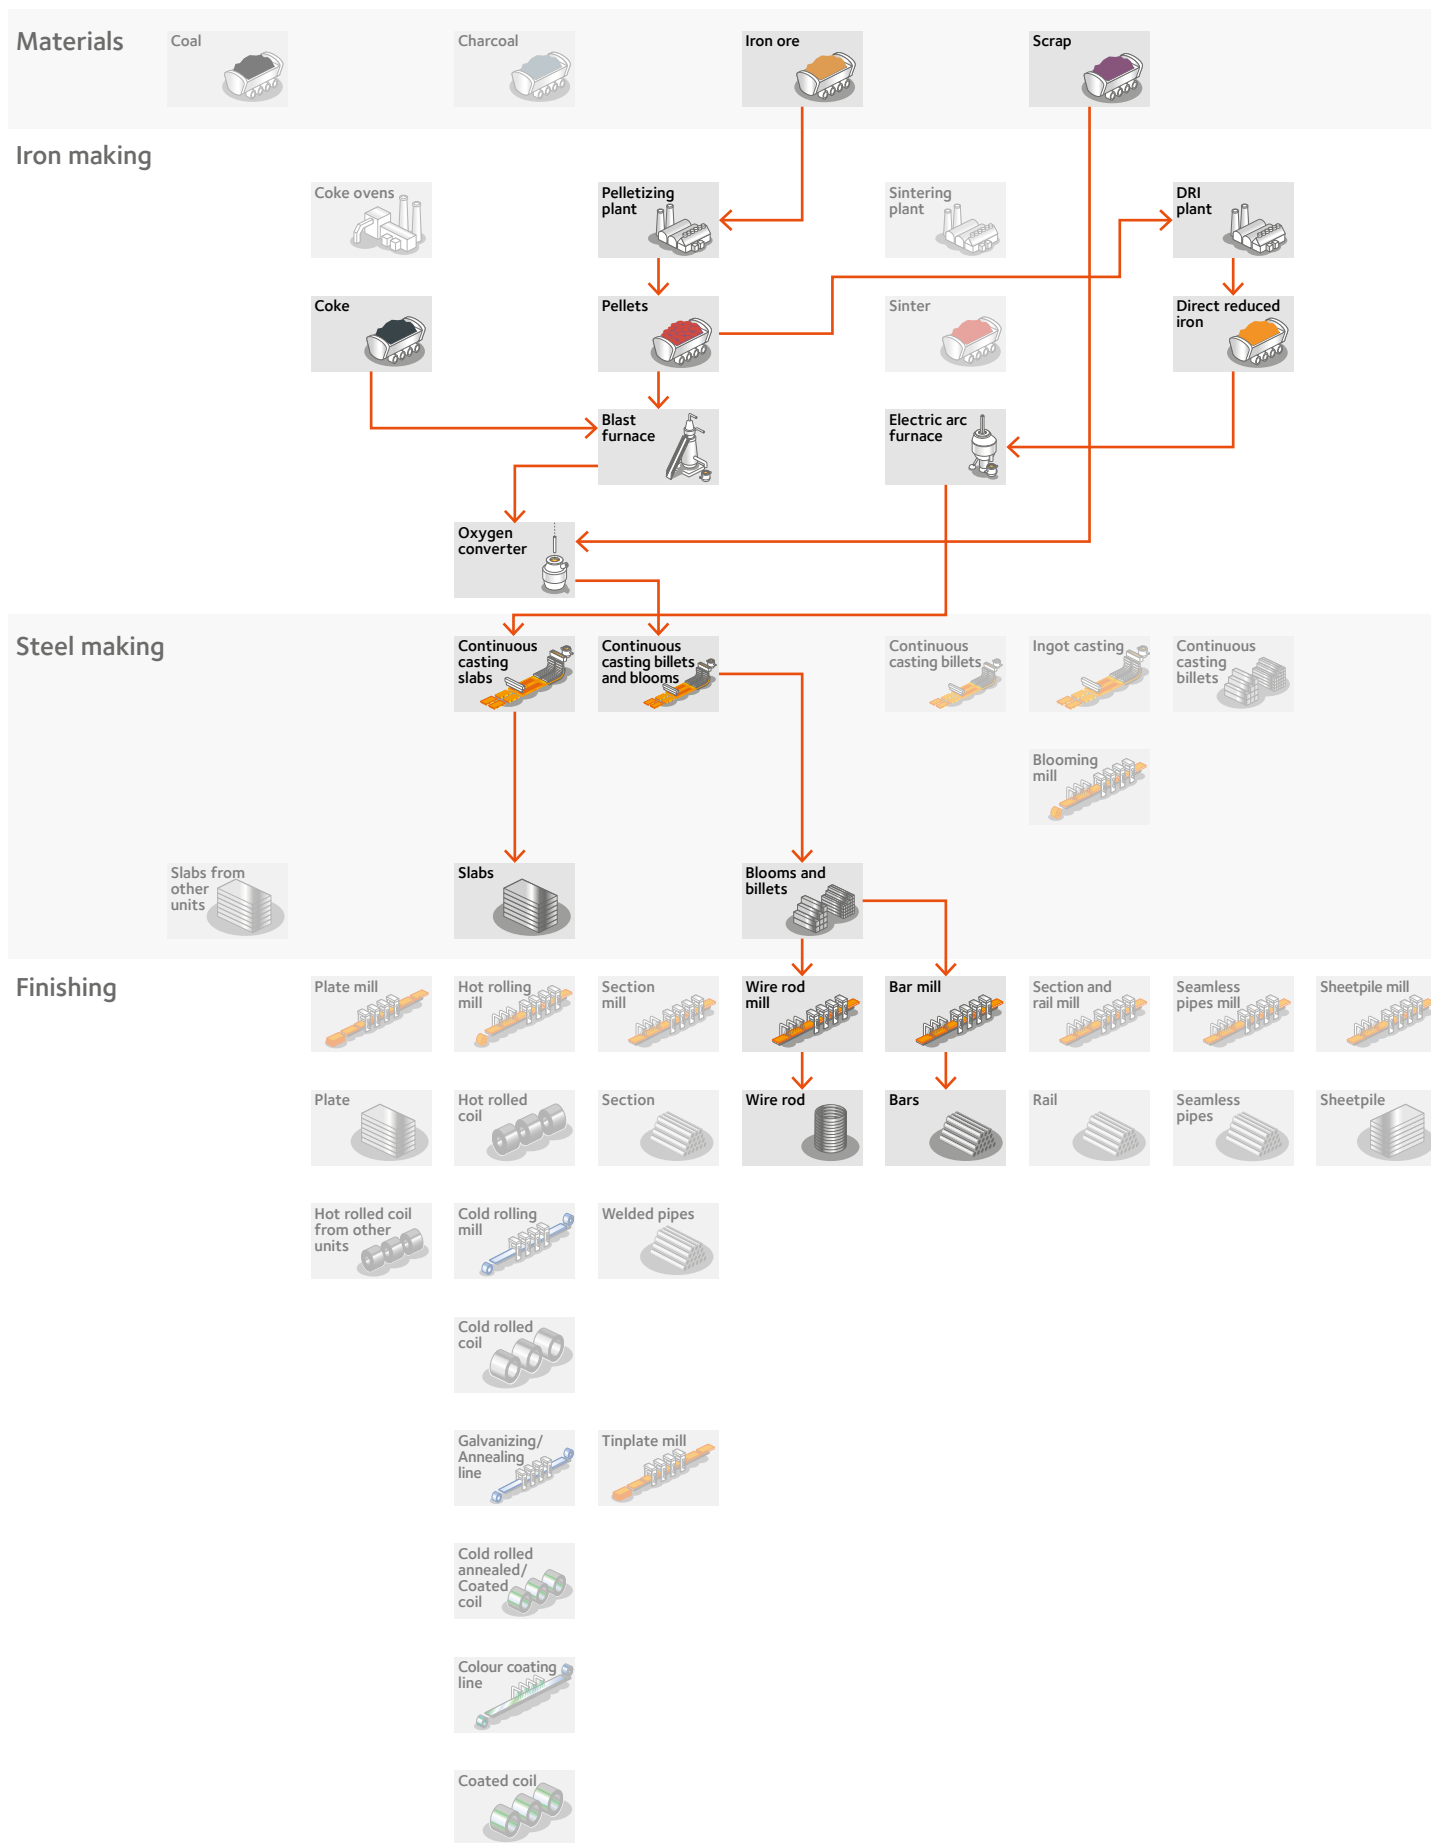 Materials
Coal
Charcoal
Iron ore
Scrap
Iron making
Coke ovens
Pelletizing
plant
Sintering
plant
DRI
plant
Coke
Pellets
Sinter
Direct reduced
iron
Blast
furnace
Electric arc
furnace
Oxygen
converter
Steel making
Continuous
casting
slabs
Continuous
casting billets
and blooms
Continuous
casting billets
Ingot casting
Continuous
casting
billets
Blooming
mill
Slabs from
other
units
Slabs
Blooms and
billets
Finishing
Plate mill
Hot rolling
mill
Section
mill
Wire rod
mill
Bar mill
Section and
rail mill
Seamless
pipes mill
Sheetpile mill
Plate
Hot rolled
coil
Section
Wire rod
Bars
Rail
Seamless
pipes
Sheetpile
Hot rolled coil
from other
units
Cold rolling
mill
Welded pipes
Cold rolled
coil
Galvanizing/
Annealing
line
Tinplate mill
Cold rolled
annealed/
Coated
coil
Colour coating
line
Coated coil